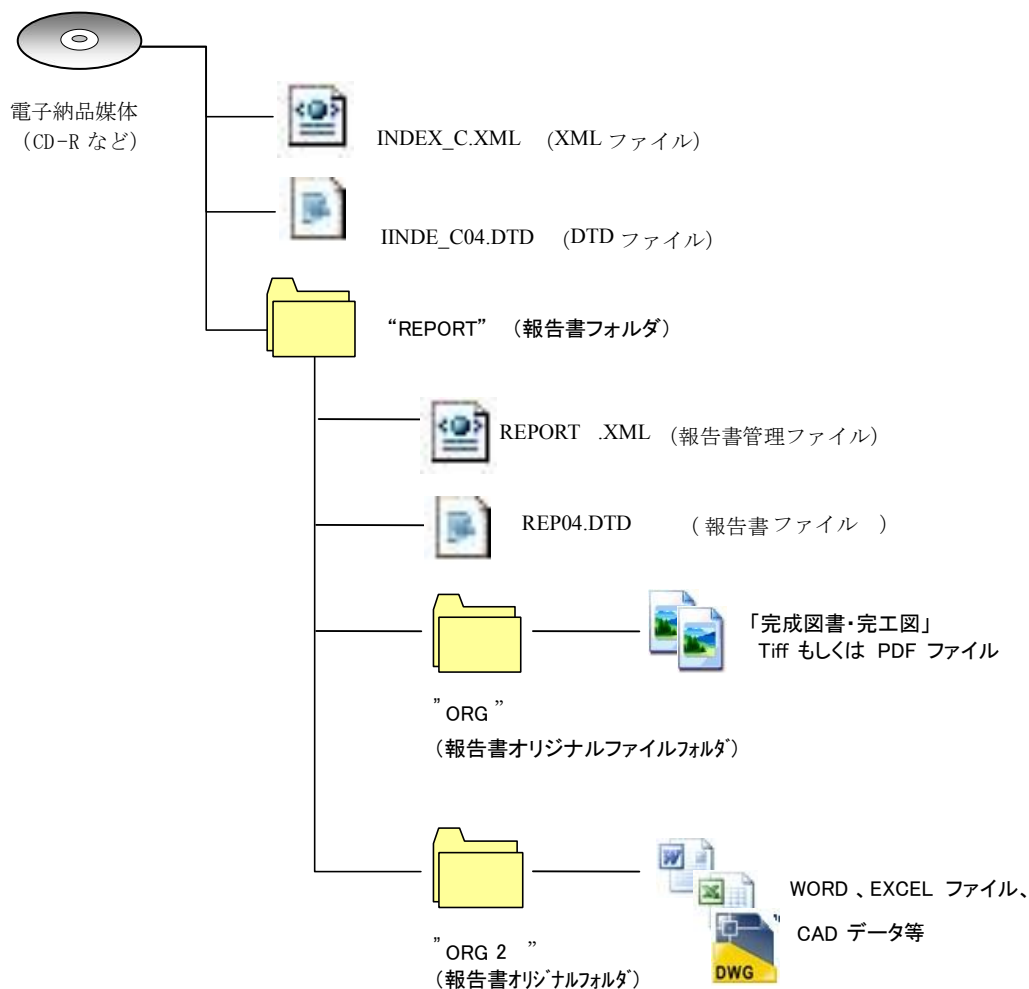 電子納品媒体
（CD-R など）
INDEX_C.XML （XML ファイル）
IINDE_C04.DTD （DTD ファイル）
“REPORT” （報告書フォルダ）
REPORT .XML （報告書管理ファイル）
REP04.DTD （報告書ファイル ）
「完成図書・完工図」
Tiff もしくは PDF ファイル
”ORG”
（報告書オリジナルファイルフォルダ）
WORD 、EXCEL ファイル、
CAD データ等
DWG
”ORG 2 ”
（報告書オリジナルフォルダ）